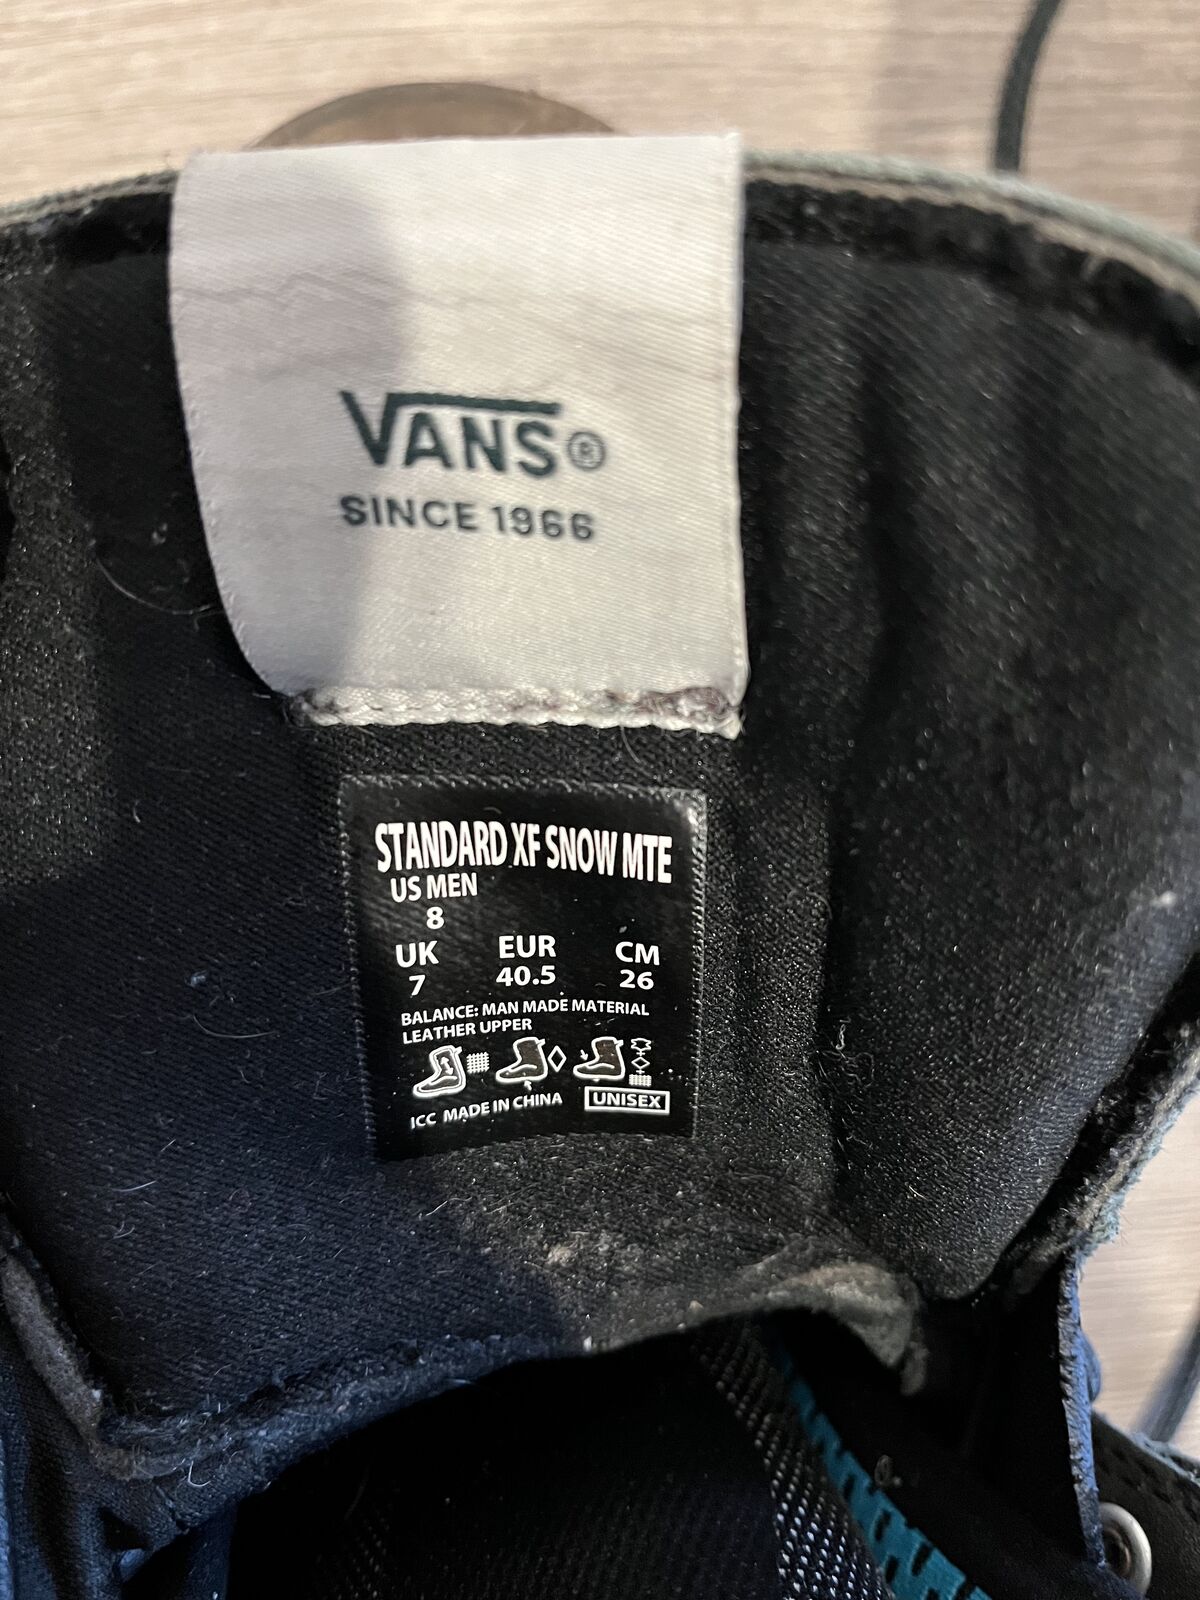 VANS®
SINCE 1966
STANDARD XF SNOW MTE
US MEN
8
UK EUR CM
7 40.5 26
BALANCE: MAN MADE MATERIAL
LEATHER UPPER
ICC MADE IN CHINA UNISEX